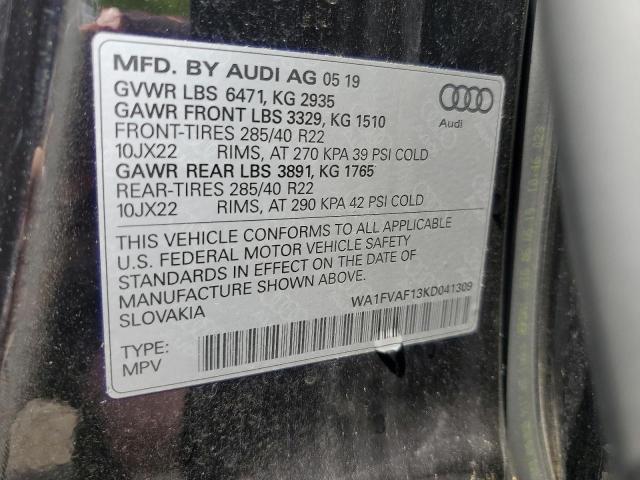 MFD. BY AUDI AG 05 19
GVWR LBS 6471, KG 2935
GAWR FRONT LBS 3329, KG 1510
FRONT-TIRES 285/40 R22
10JX22 RIMS, AT 270 KPA 39 PSI COLD
GAWR REAR LBS 3891, KG 1765
REAR-TIRES 285/40 R22
10JX22 RIMS, AT 290 KPA 42 PSI COLD
Audi
THIS VEHICLE CONFORMS TO ALL APPLICABLE
U.S. FEDERAL MOTOR VEHICLE SAFETY
STANDARDS IN EFFECT ON THE DATE OF
MANUFACTURE SHOWN ABOVE.
SLOVAKIA
WA1FVAF13KD041309
TYPE:
MPV